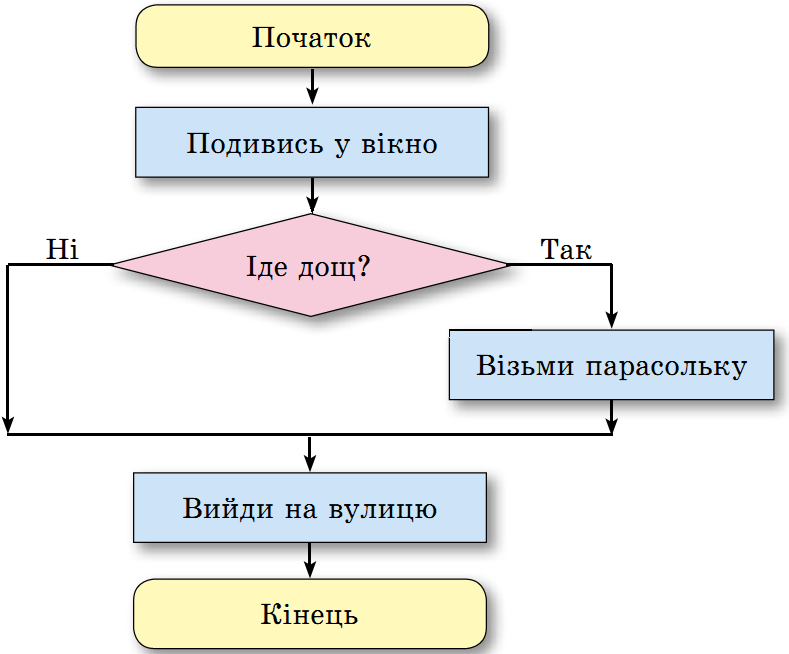 Початок
Подивись у вікно
Іде дощ?
Ні
Так
Візьми парасольку
Вийди на вулицю
Кінець